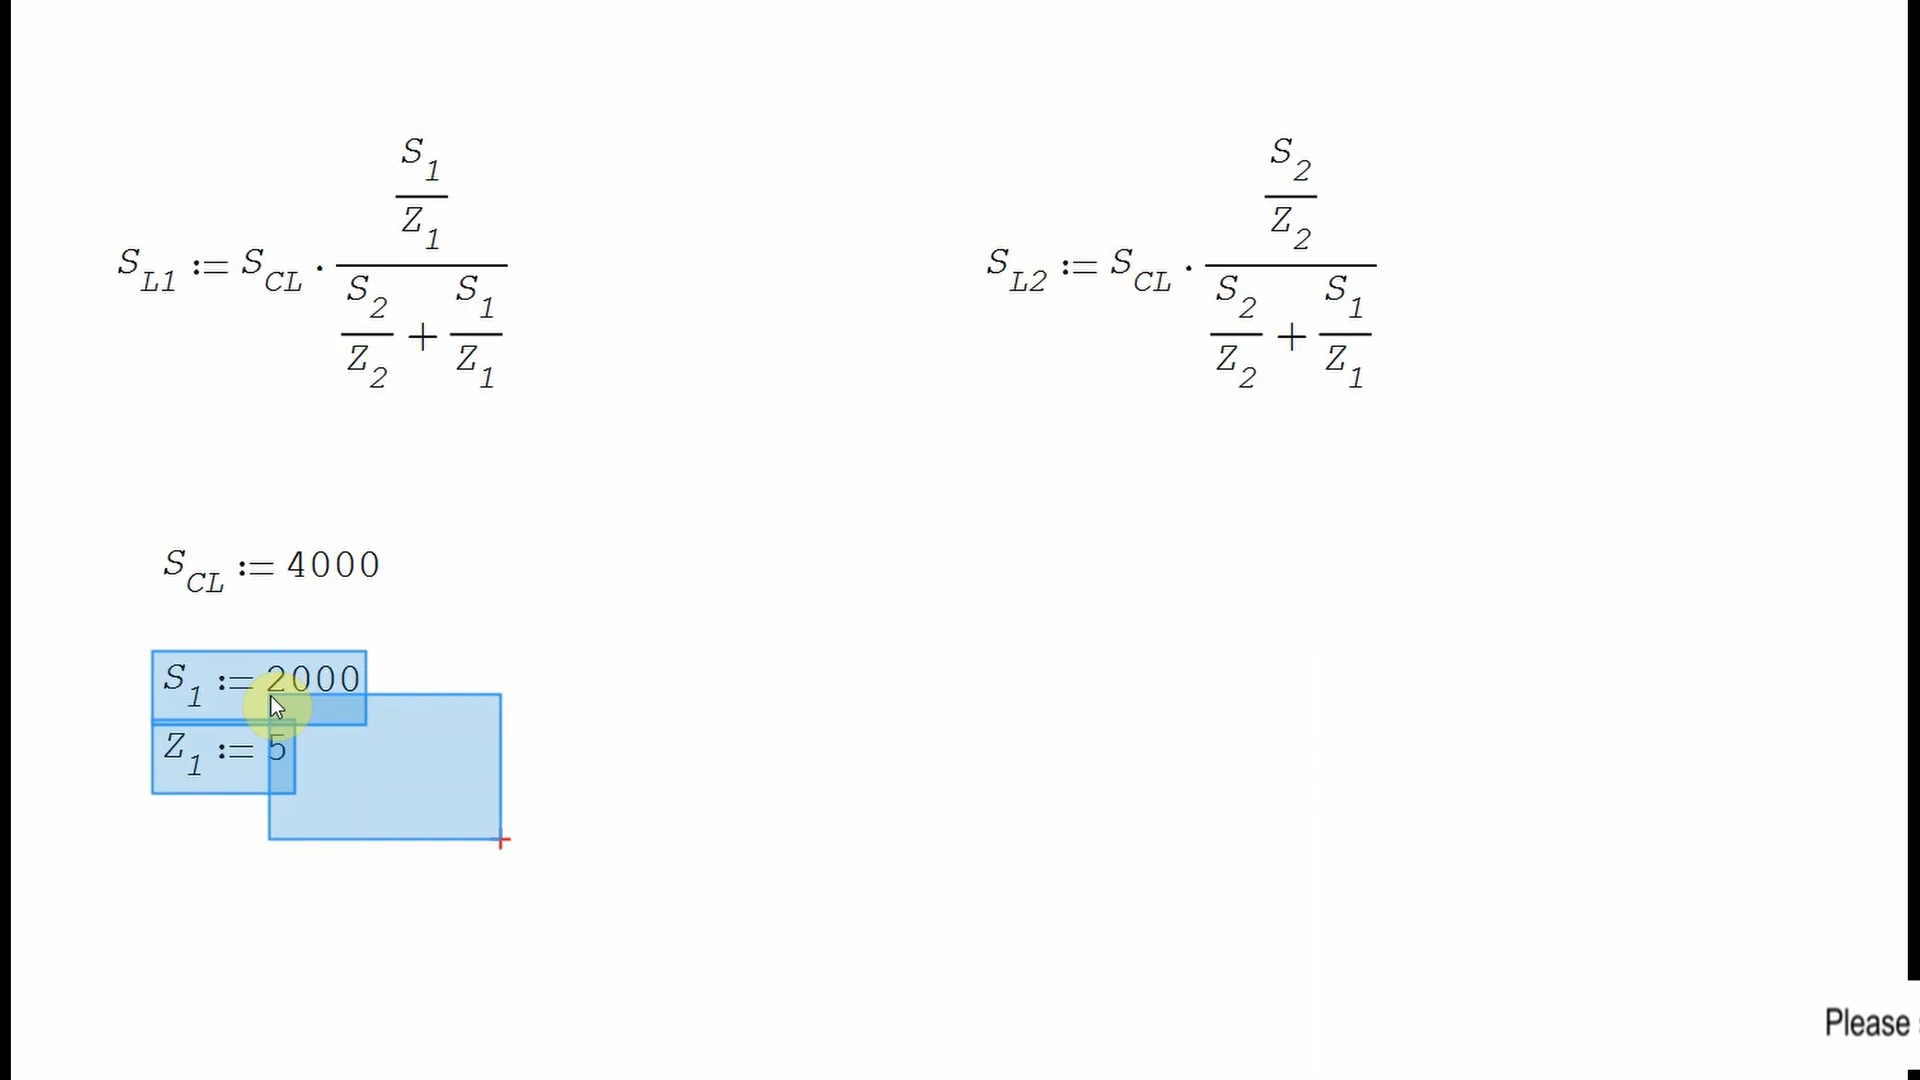 S_L1 := S_CL · (S_1/Z_1)/(S_2/Z_2 + S_1/Z_1)
S_L2 := S_CL · (S_2/Z_2)/(S_2/Z_2 + S_1/Z_1)
S_CL := 4000
S_1 := 2000
Z_1 := 5
Please